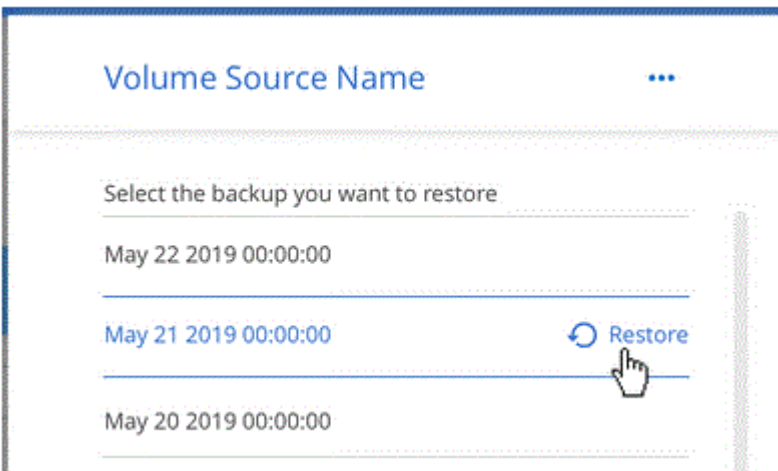 Volume Source Name
Select the backup you want to restore
May 22 2019 00:00:00
May 21 2019 00:00:00 Restore
May 20 2019 00:00:00